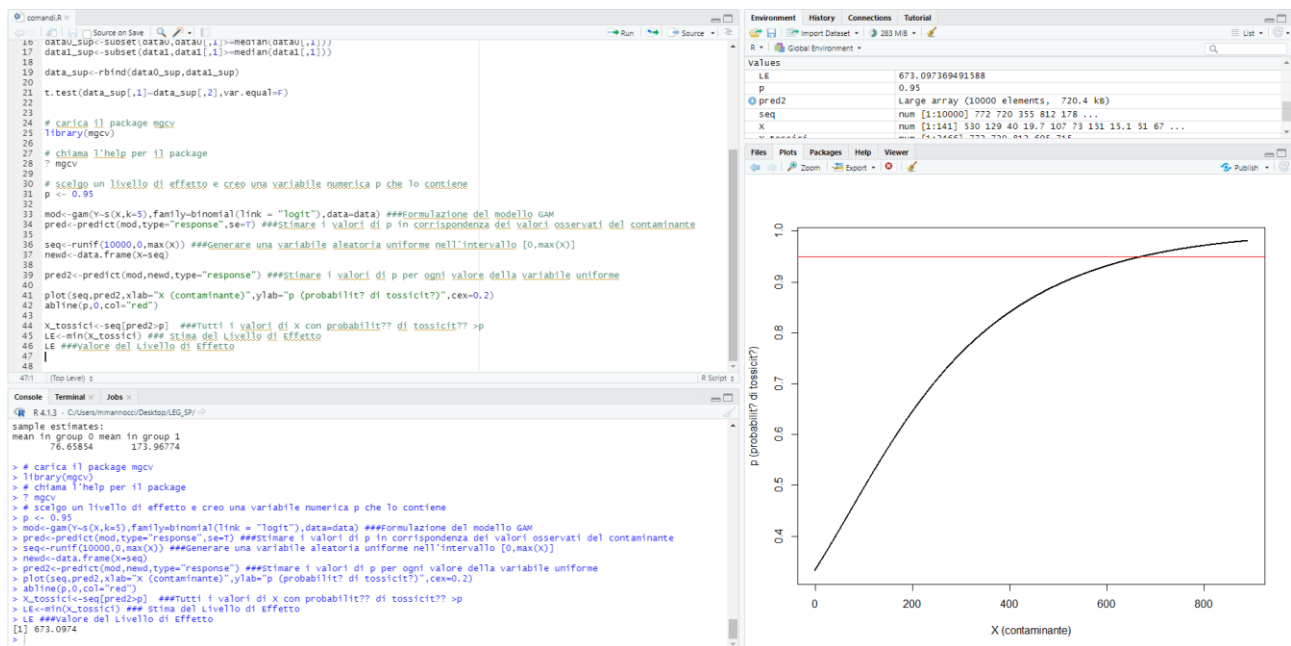 comandi.R
Source on Save
Run
Source
16 data0_sup<-subset(data0,data0[,1]>=median(data0[,1]))
17 data1_sup<-subset(data1,data1[,1]>=median(data1[,1]))
18
19 data_sup<-rbind(data0_sup,data1_sup)
20
21 t.test(data_sup[,1]~data_sup[,2],var.equal=F)
22
23
24 # carica il package mgcv
25 library(mgcv)
26
27 # chiama l'help per il package
28 ? mgcv
29
30 # scelgo un livello di effetto e creo una variabile numerica p che lo contiene
31 p <- 0.95
32
33 mod<-gam(Y~s(X,k=5),family=binomial(link = "logit"),data=data) ###Formulazione del modello GAM
34 pred<-predict(mod,type="response",se=T) ###Stimare i valori di p in corrispondenza dei valori osservati del contaminante
35
36 seq<-runif(10000,0,max(X)) ###Generare una variabile aleatoria uniforme nell'intervallo [0,max(X)]
37 newd<-data.frame(X=seq)
38
39 pred2<-predict(mod,newd,type="response") ###Stimare i valori di p per ogni valore della variabile uniforme
40
41 plot(seq,pred2,xlab="X (contaminante)",ylab="p (probabilit? di tossicit?)",cex=0.2)
42 abline(p,0,col="red")
43
44 X_tossici<-seq[pred2>p] ###Tutti i valori di X con probabilit?? di tossicit?? >p
45 LE<-min(X_tossici) ### Stima del Livello di Effetto
46 LE ###Valore del Livello di Effetto
47
48
47:1 (Top Level) R Script
Console Terminal Jobs
R 4.1.3 · C:/Users/mmannocci/Desktop/LEG_SP/
sample estimates:
mean in group 0 mean in group 1
76.65854 173.96774
> # carica il package mgcv
> library(mgcv)
> # chiama l'help per il package
> ? mgcv
> # scelgo un livello di effetto e creo una variabile numerica p che lo contiene
> p <- 0.95
> mod<-gam(Y~s(X,k=5),family=binomial(link = "logit"),data=data) ###Formulazione del modello GAM
> pred<-predict(mod,type="response",se=T) ###Stimare i valori di p in corrispondenza dei valori osservati del contaminante
> seq<-runif(10000,0,max(X)) ###Generare una variabile aleatoria uniforme nell'intervallo [0,max(X)]
> newd<-data.frame(X=seq)
> pred2<-predict(mod,newd,type="response") ###Stimare i valori di p per ogni valore della variabile uniforme
> plot(seq,pred2,xlab="X (contaminante)",ylab="p (probabilit? di tossicit?)",cex=0.2)
> abline(p,0,col="red")
> X_tossici<-seq[pred2>p] ###Tutti i valori di X con probabilit?? di tossicit?? >p
> LE<-min(X_tossici) ### Stima del Livello di Effetto
> LE ###Valore del Livello di Effetto
[1] 673.0974
>
Environment History Connections Tutorial
Import Dataset 283 MiB List
R Global Environment
Values
LE 673.097369491588
p 0.95
pred2 Large array (10000 elements, 720.4 kB)
seq num [1:10000] 772 720 355 812 178 ...
X num [1:141] 530 129 40 19.7 107 73 151 15.1 51 67 ...
Files Plots Packages Help Viewer
Zoom Export Publish
p (probabilit? di tossicit?)
1.0
0.9
0.8
0.7
0.6
0.5
0.4
0 200 400 600 800
X (contaminante)